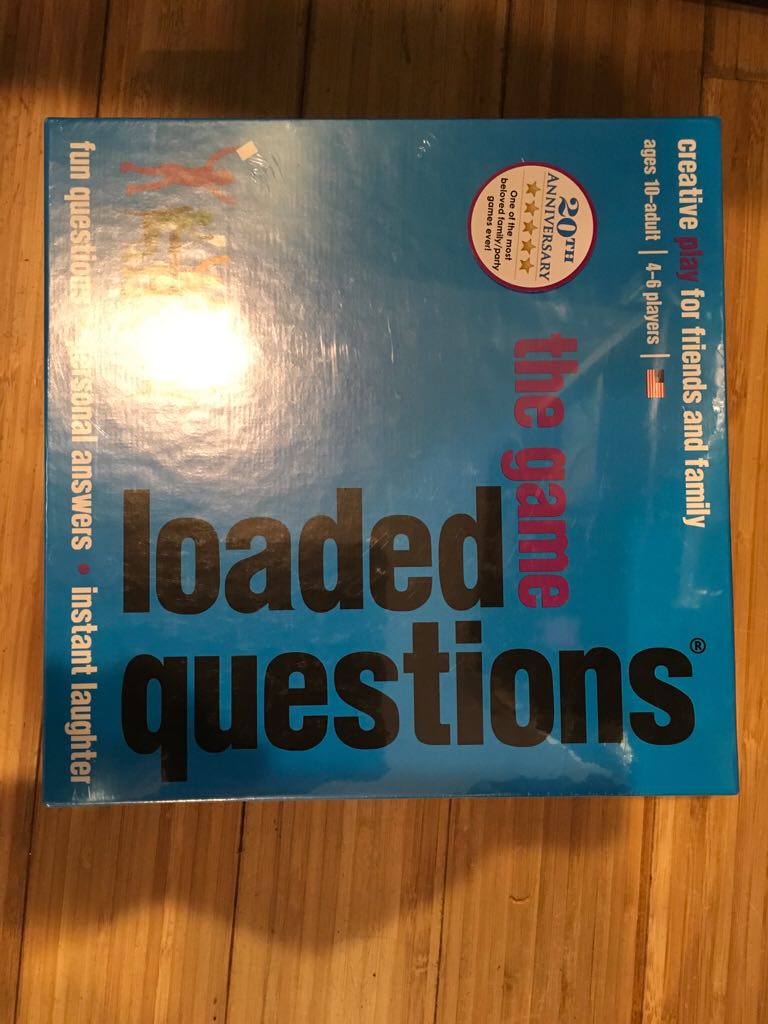 loaded
questions®
the game
creative play for friends and family
ages 10–adult | 4–6 players |
20TH
ANNIVERSARY
One of the most
beloved family/party
games ever!
fun questions personal answers • instant laughter